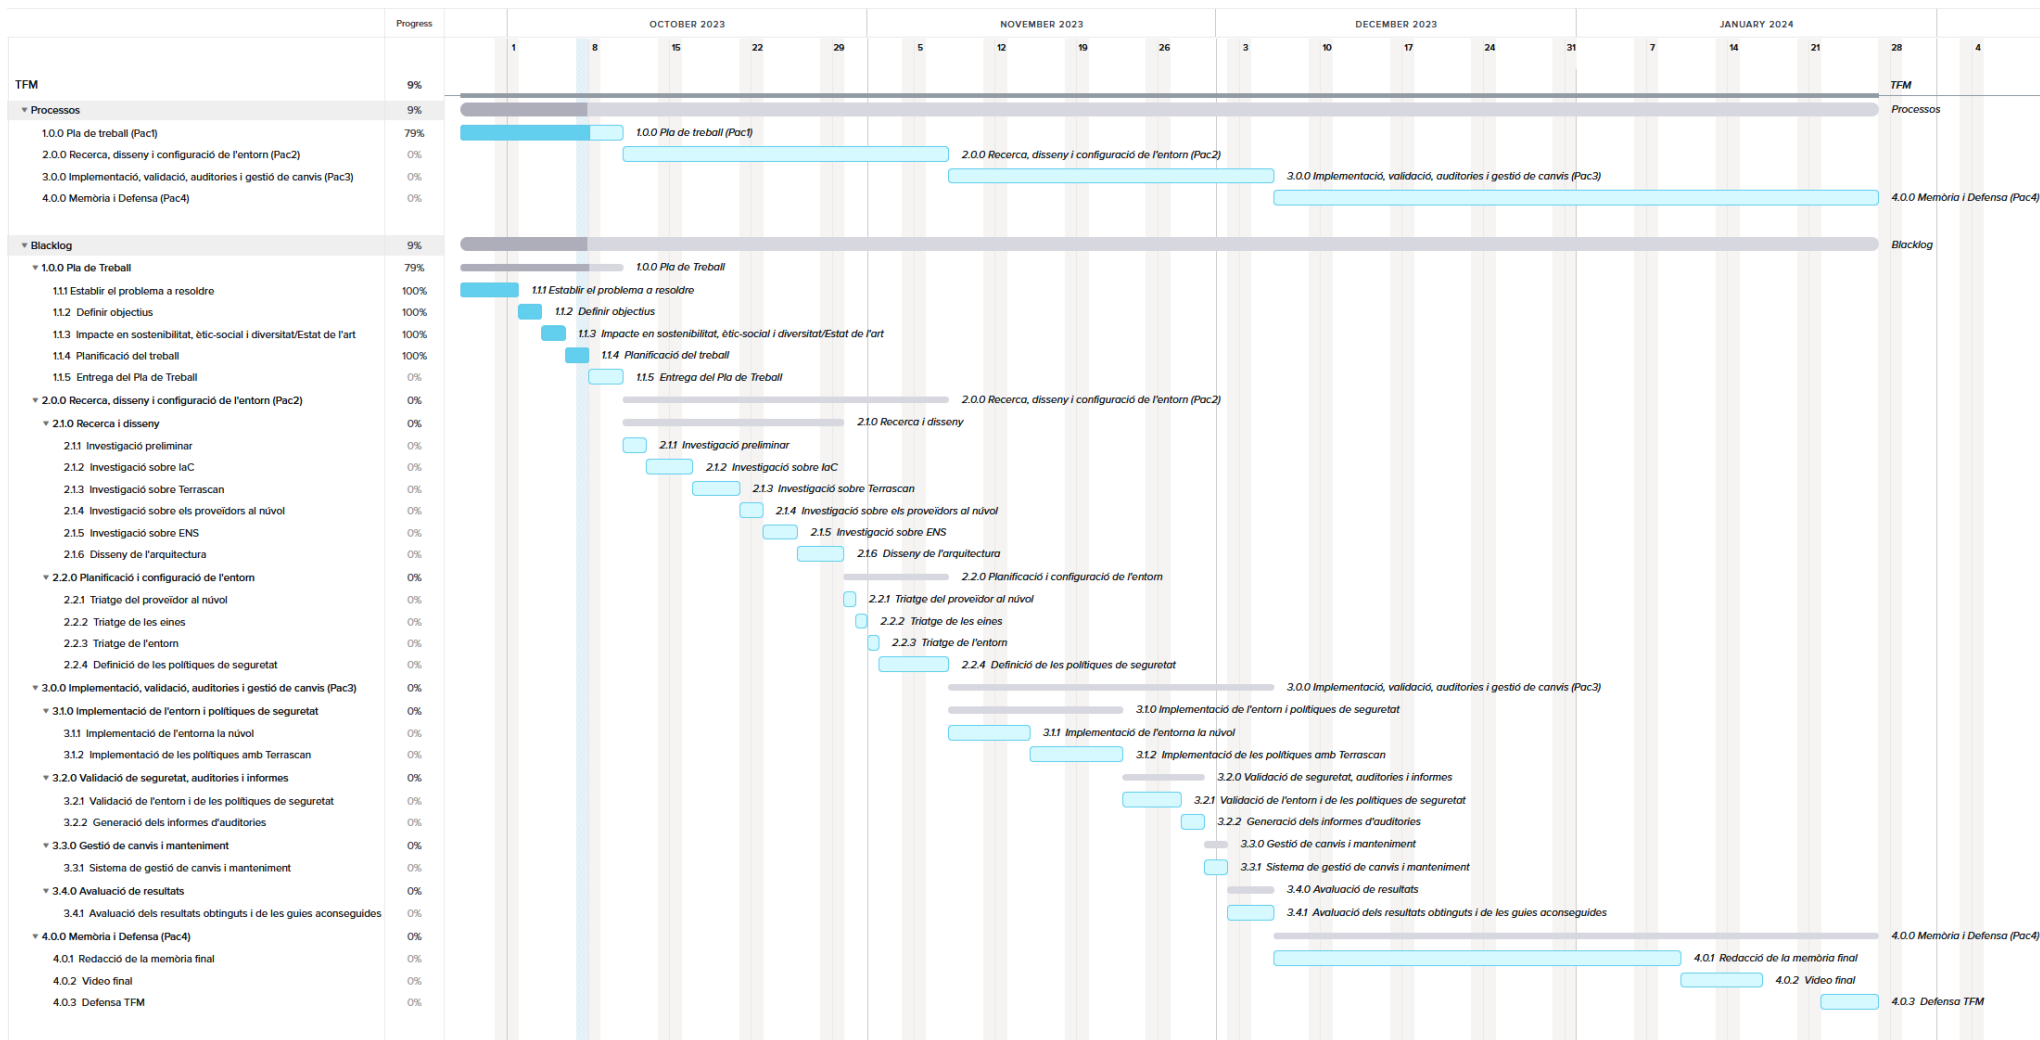 Progress OCTOBER 2023 NOVEMBER 2023 DECEMBER 2023 JANUARY 2024
1 8 15 22 29 5 12 19 26 3 10 17 24 31 7 14 21 28 4
TFM 9% TFM
Processos 9% Processos
1.0.0 Pla de treball (Pac1) 79% 1.0.0 Pla de treball (Pac1)
2.0.0 Recerca, disseny i configuració de l'entorn (Pac2) 0% 2.0.0 Recerca, disseny i configuració de l'entorn (Pac2)
3.0.0 Implementació, validació, auditories i gestió de canvis (Pac3) 0% 3.0.0 Implementació, validació, auditories i gestió de canvis (Pac3)
4.0.0 Memòria i Defensa (Pac4) 0% 4.0.0 Memòria i Defensa (Pac4)
Blacklog 9% Blacklog
1.0.0 Pla de Treball 79% 1.0.0 Pla de Treball
1.1.1 Establir el problema a resoldre 100% 1.1.1 Establir el problema a resoldre
1.1.2 Definir objectius 100% 1.1.2 Definir objectius
1.1.3 Impacte en sostenibilitat, ètic-social i diversitat/Estat de l'art 100% 1.1.3 Impacte en sostenibilitat, ètic-social i diversitat/Estat de l'art
1.1.4 Planificació del treball 100% 1.1.4 Planificació del treball
1.1.5 Entrega del Pla de Treball 0% 1.1.5 Entrega del Pla de Treball
2.0.0 Recerca, disseny i configuració de l'entorn (Pac2) 0% 2.0.0 Recerca, disseny i configuració de l'entorn (Pac2)
2.1.0 Recerca i disseny 0% 2.1.0 Recerca i disseny
2.1.1 Investigació preliminar 0% 2.1.1 Investigació preliminar
2.1.2 Investigació sobre IaC 0% 2.1.2 Investigació sobre IaC
2.1.3 Investigació sobre Terrascan 0% 2.1.3 Investigació sobre Terrascan
2.1.4 Investigació sobre els proveïdors al núvol 0% 2.1.4 Investigació sobre els proveïdors al núvol
2.1.5 Investigació sobre ENS 0% 2.1.5 Investigació sobre ENS
2.1.6 Disseny de l'arquitectura 0% 2.1.6 Disseny de l'arquitectura
2.2.0 Planificació i configuració de l'entorn 0% 2.2.0 Planificació i configuració de l'entorn
2.2.1 Triatge del proveïdor al núvol 0% 2.2.1 Triatge del proveïdor al núvol
2.2.2 Triatge de les eines 0% 2.2.2 Triatge de les eines
2.2.3 Triatge de l'entorn 0% 2.2.3 Triatge de l'entorn
2.2.4 Definició de les polítiques de seguretat 0% 2.2.4 Definició de les polítiques de seguretat
3.0.0 Implementació, validació, auditories i gestió de canvis (Pac3) 0% 3.0.0 Implementació, validació, auditories i gestió de canvis (Pac3)
3.1.0 Implementació de l'entorn i polítiques de seguretat 0% 3.1.0 Implementació de l'entorn i polítiques de seguretat
3.1.1 Implementació de l'entorna la núvol 0% 3.1.1 Implementació de l'entorna la núvol
3.1.2 Implementació de les polítiques amb Terrascan 0% 3.1.2 Implementació de les polítiques amb Terrascan
3.2.0 Validació de seguretat, auditories i informes 0% 3.2.0 Validació de seguretat, auditories i informes
3.2.1 Validació de l'entorn i de les polítiques de seguretat 0% 3.2.1 Validació de l'entorn i de les polítiques de seguretat
3.2.2 Generació dels informes d'auditories 0% 3.2.2 Generació dels informes d'auditories
3.3.0 Gestió de canvis i manteniment 0% 3.3.0 Gestió de canvis i manteniment
3.3.1 Sistema de gestió de canvis i manteniment 0% 3.3.1 Sistema de gestió de canvis i manteniment
3.4.0 Avaluació de resultats 0% 3.4.0 Avaluació de resultats
3.4.1 Avaluació dels resultats obtinguts i de les guies aconseguides 0% 3.4.1 Avaluació dels resultats obtinguts i de les guies aconseguides
4.0.0 Memòria i Defensa (Pac4) 0% 4.0.0 Memòria i Defensa (Pac4)
4.0.1 Redacció de la memòria final 0% 4.0.1 Redacció de la memòria final
4.0.2 Video final 0% 4.0.2 Video final
4.0.3 Defensa TFM 0% 4.0.3 Defensa TFM